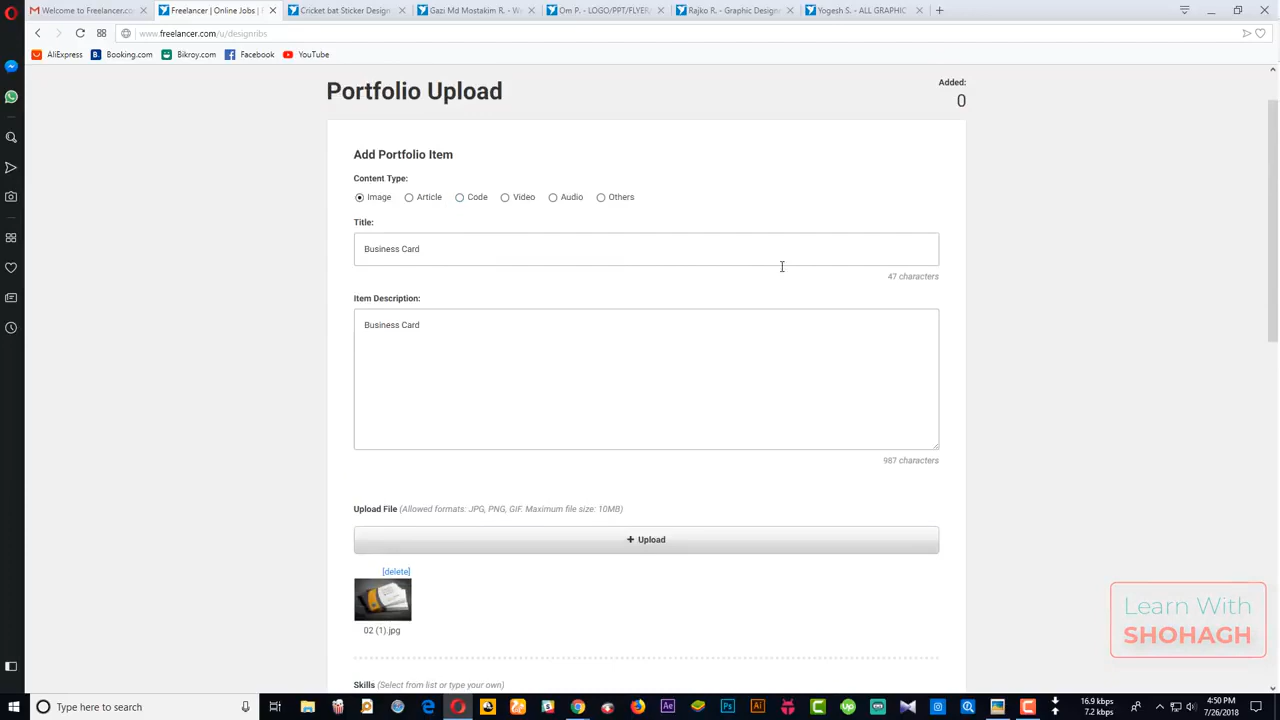 Welcome to Freelancer.co
Freelancer | Online Jobs |
Cricket bat Sticker Design
Gazi Md Mostakim R. - We
Om P. - LOGO/PPT/FLYER
Rajko R. - Graphic Designe
Yogesh S. - ALL GRAPHIC
www.freelancer.com/u/designribs
AliExpress
Booking.com
Bikroy.com
Facebook
YouTube
Portfolio Upload
Added:
0
Add Portfolio Item
Content Type:
Image
Article
Code
Video
Audio
Others
Title:
Business Card
47 characters
Item Description:
Business Card
987 characters
Upload File (Allowed formats: JPG, PNG, GIF. Maximum file size: 10MB)
+ Upload
[delete]
02 (1).jpg
Skills (Select from list or type your own)
Learn With
SHOHAGH
Type here to search
16.9 kbps
7.2 kbps
4:50 PM
7/26/2018